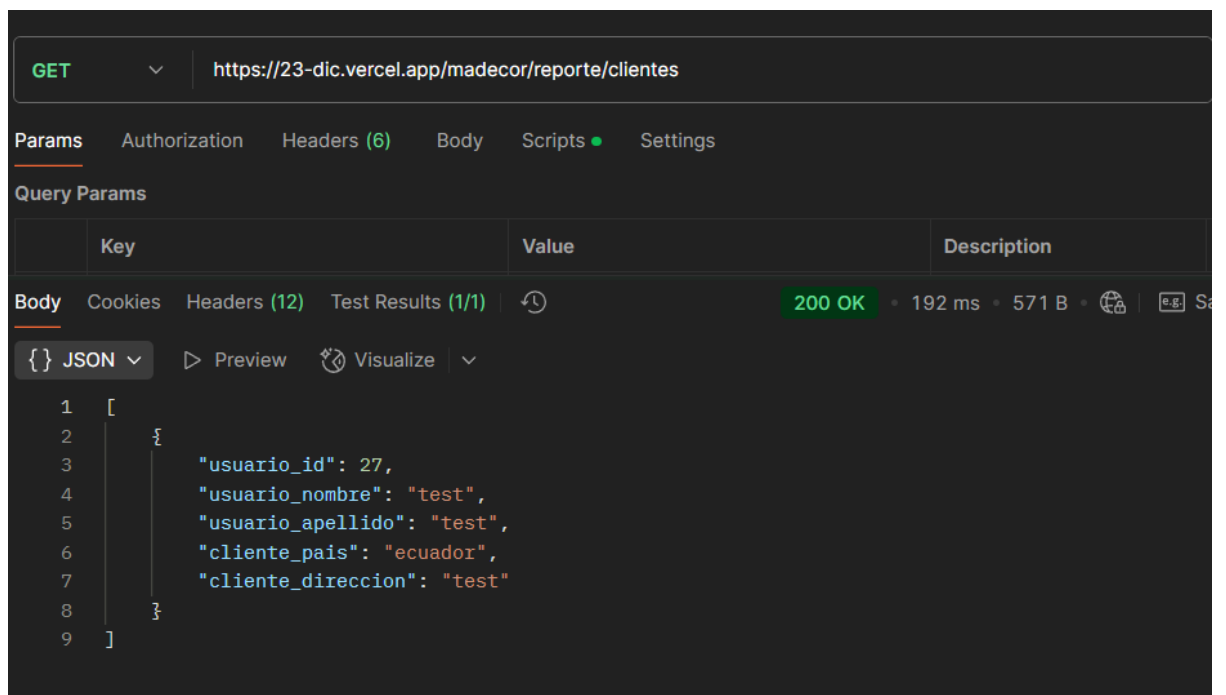 GET https://23-dic.vercel.app/madecor/reporte/clientes
Params Authorization Headers (6) Body Scripts Settings
Query Params
Key Value Description
Body Cookies Headers (12) Test Results (1/1) 200 OK • 192 ms • 571 B • e.g. Sa
{} JSON Preview Visualize
1 [
2 {
3 "usuario_id": 27,
4 "usuario_nombre": "test",
5 "usuario_apellido": "test",
6 "cliente_pais": "ecuador",
7 "cliente_direccion": "test"
8 }
9 ]